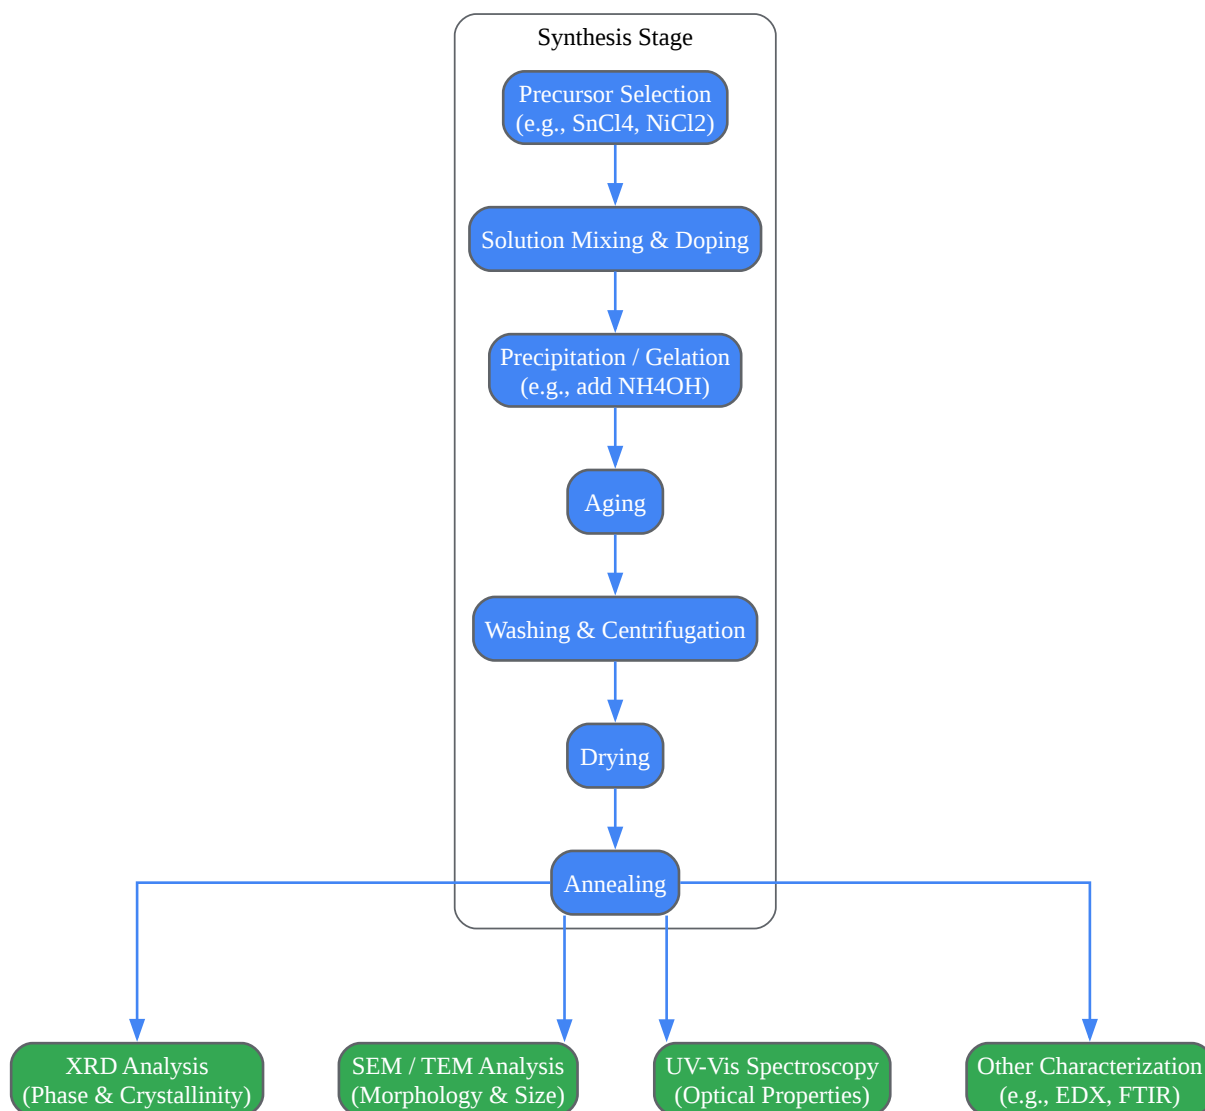 Synthesis Stage
Precursor Selection
(e.g., SnCl4, NiCl2)
Solution Mixing & Doping
Precipitation / Gelation
(e.g., add NH4OH)
Aging
Washing & Centrifugation
Drying
Annealing
XRD Analysis
(Phase & Crystallinity)
SEM / TEM Analysis
(Morphology & Size)
UV-Vis Spectroscopy
(Optical Properties)
Other Characterization
(e.g., EDX, FTIR)